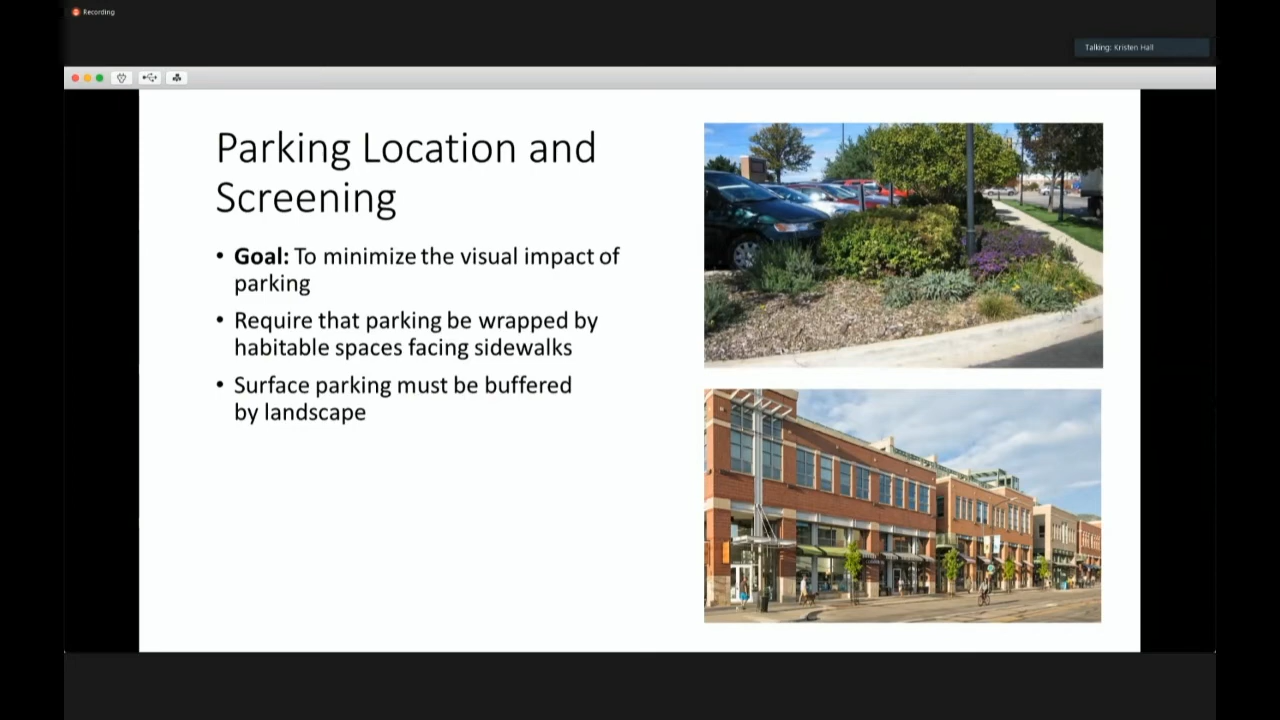 Recording
Talking: Kristen Hall
Parking Location and
Screening
• Goal: To minimize the visual impact of
parking
• Require that parking be wrapped by
habitable spaces facing sidewalks
• Surface parking must be buffered
by landscape